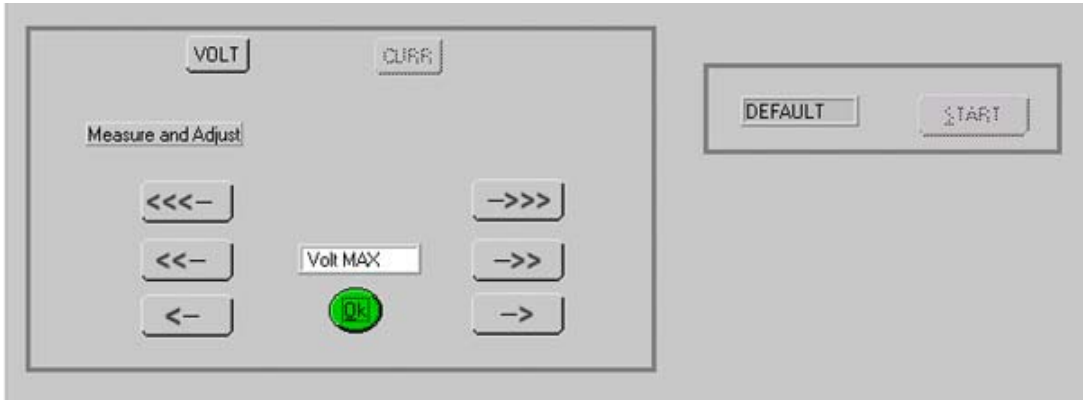 VOLT CURR
DEFAULT START
Measure and Adjust
<<<– –>>>
<<– Volt MAX –>>
<– Ok –>